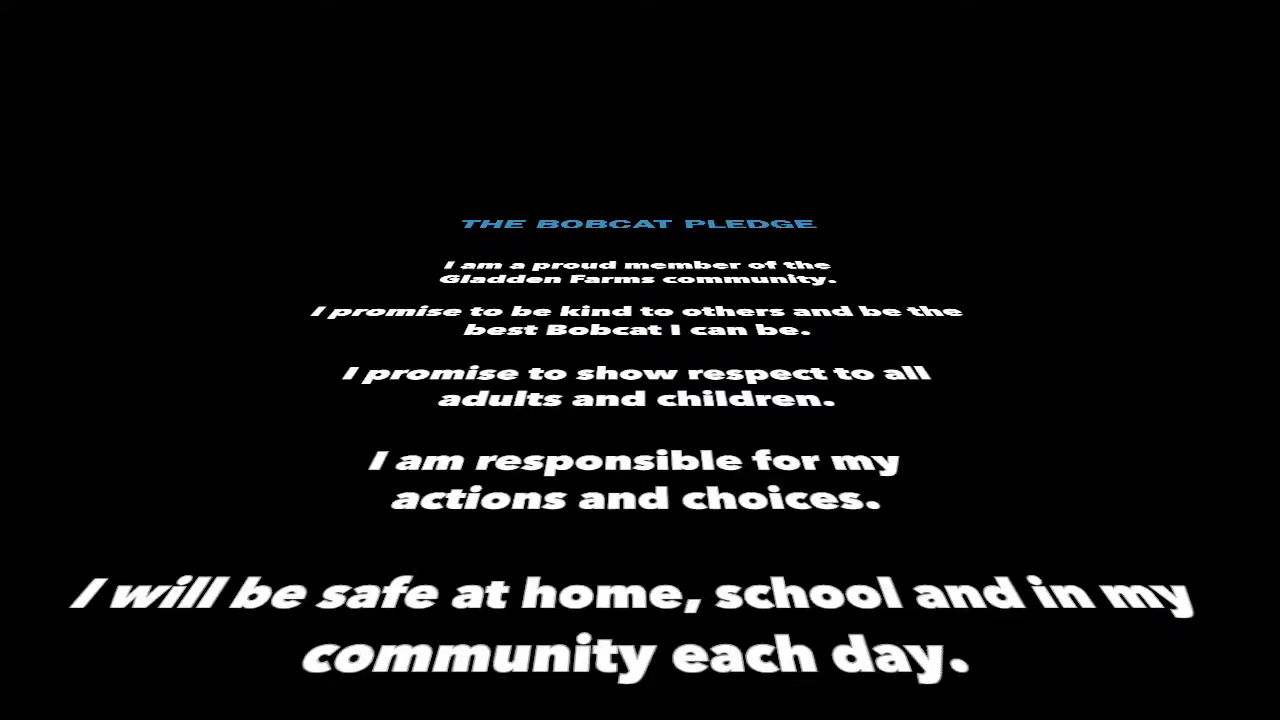 THE BOBCAT PLEDGE
I am a proud member of the
Gladden Farms community.
I promise to be kind to others and be the
best Bobcat I can be.
I promise to show respect to all
adults and children.
I am responsible for my
actions and choices.
I will be safe at home, school and in my
community each day.